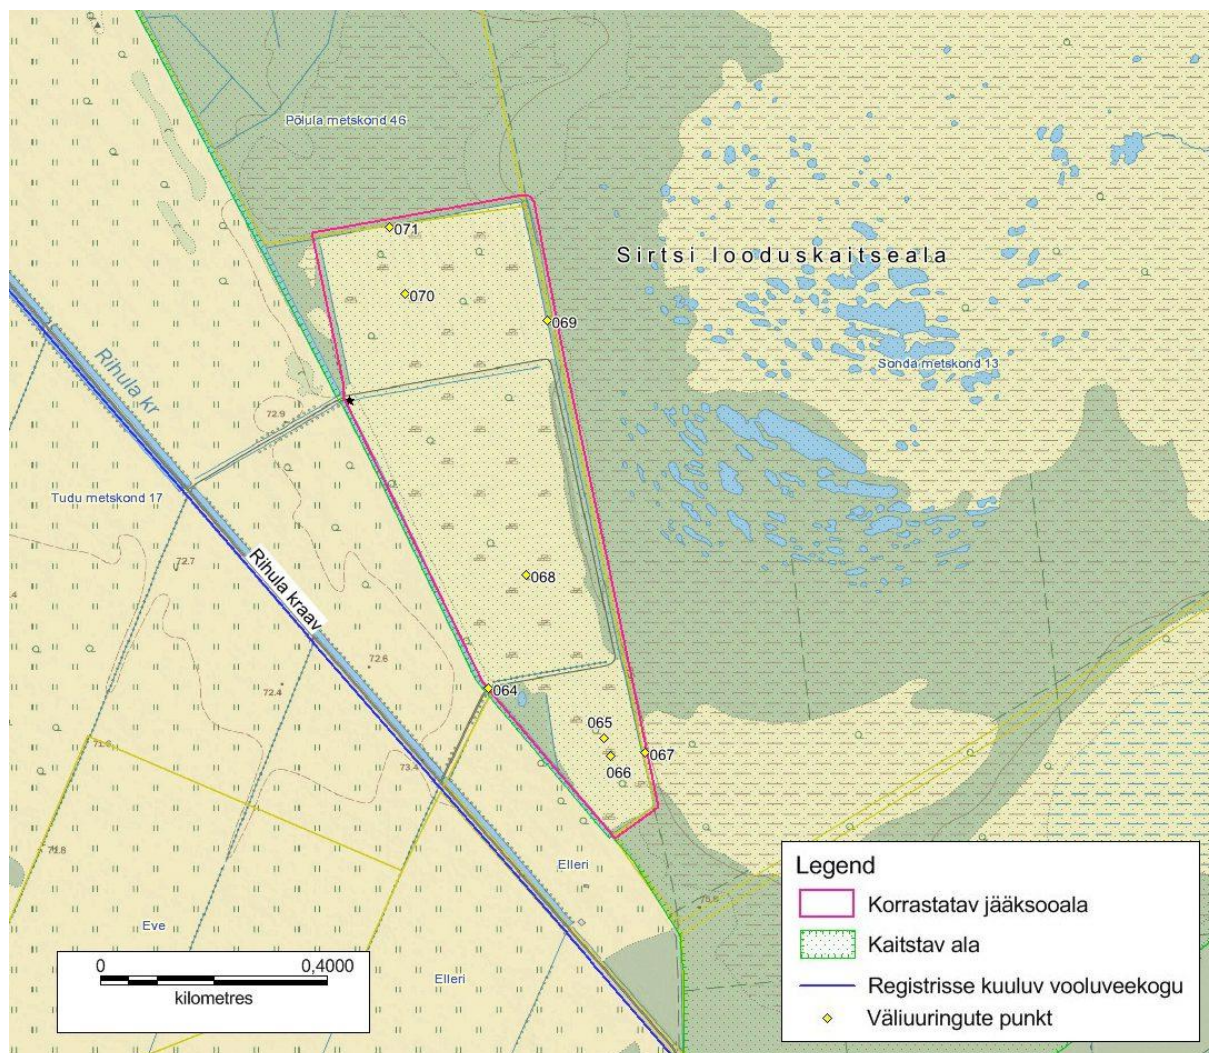 Põlula metskond 46
071
Sirtsi looduskaitseala
070
069
Rihula kr
Sonda metskond 13
72.9
Tudu metskond 17
72.7
Rihula kraav
068
72.6
72.4
064
065
067
066
73.4
71.8
Elleri
Eve
Elleri
Legend
Korrastatav jääksooala
Kaitstav ala
Registrisse kuuluv vooluveekogu
Väliuuringute punkt
0
0,4000
kilometres